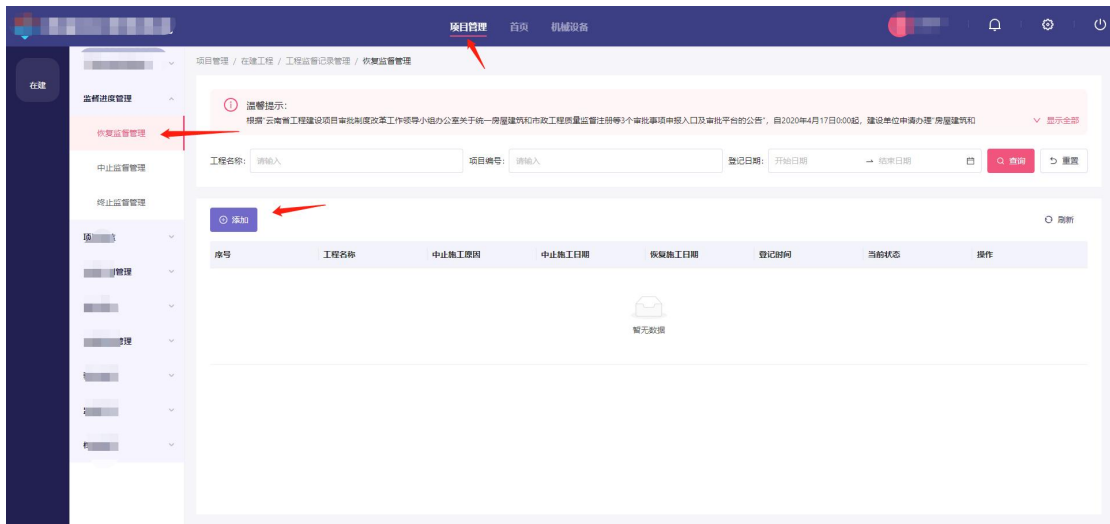 项目管理 首页 机械设备
在建
项目管理 / 在建工程 / 工程监督记录管理 / 恢复监督管理
监督进度管理
恢复监督管理
中止监督管理
终止监督管理
管理
管理
温馨提示：
根据"云南省工程建设项目审批制度改革工作领导小组办公室关于统一房屋建筑和市政工程质量监督注册等3个审批事项申报入口及审批平台的公告"，自2020年4月17日0:00起，建设单位申请办理"房屋建筑和 显示全部
工程名称: 请输入 项目编号: 请输入 登记日期: 开始日期 → 结束日期 查询 重置
添加 刷新
序号 工程名称 中止施工原因 中止施工日期 恢复施工日期 登记时间 当前状态 操作
暂无数据